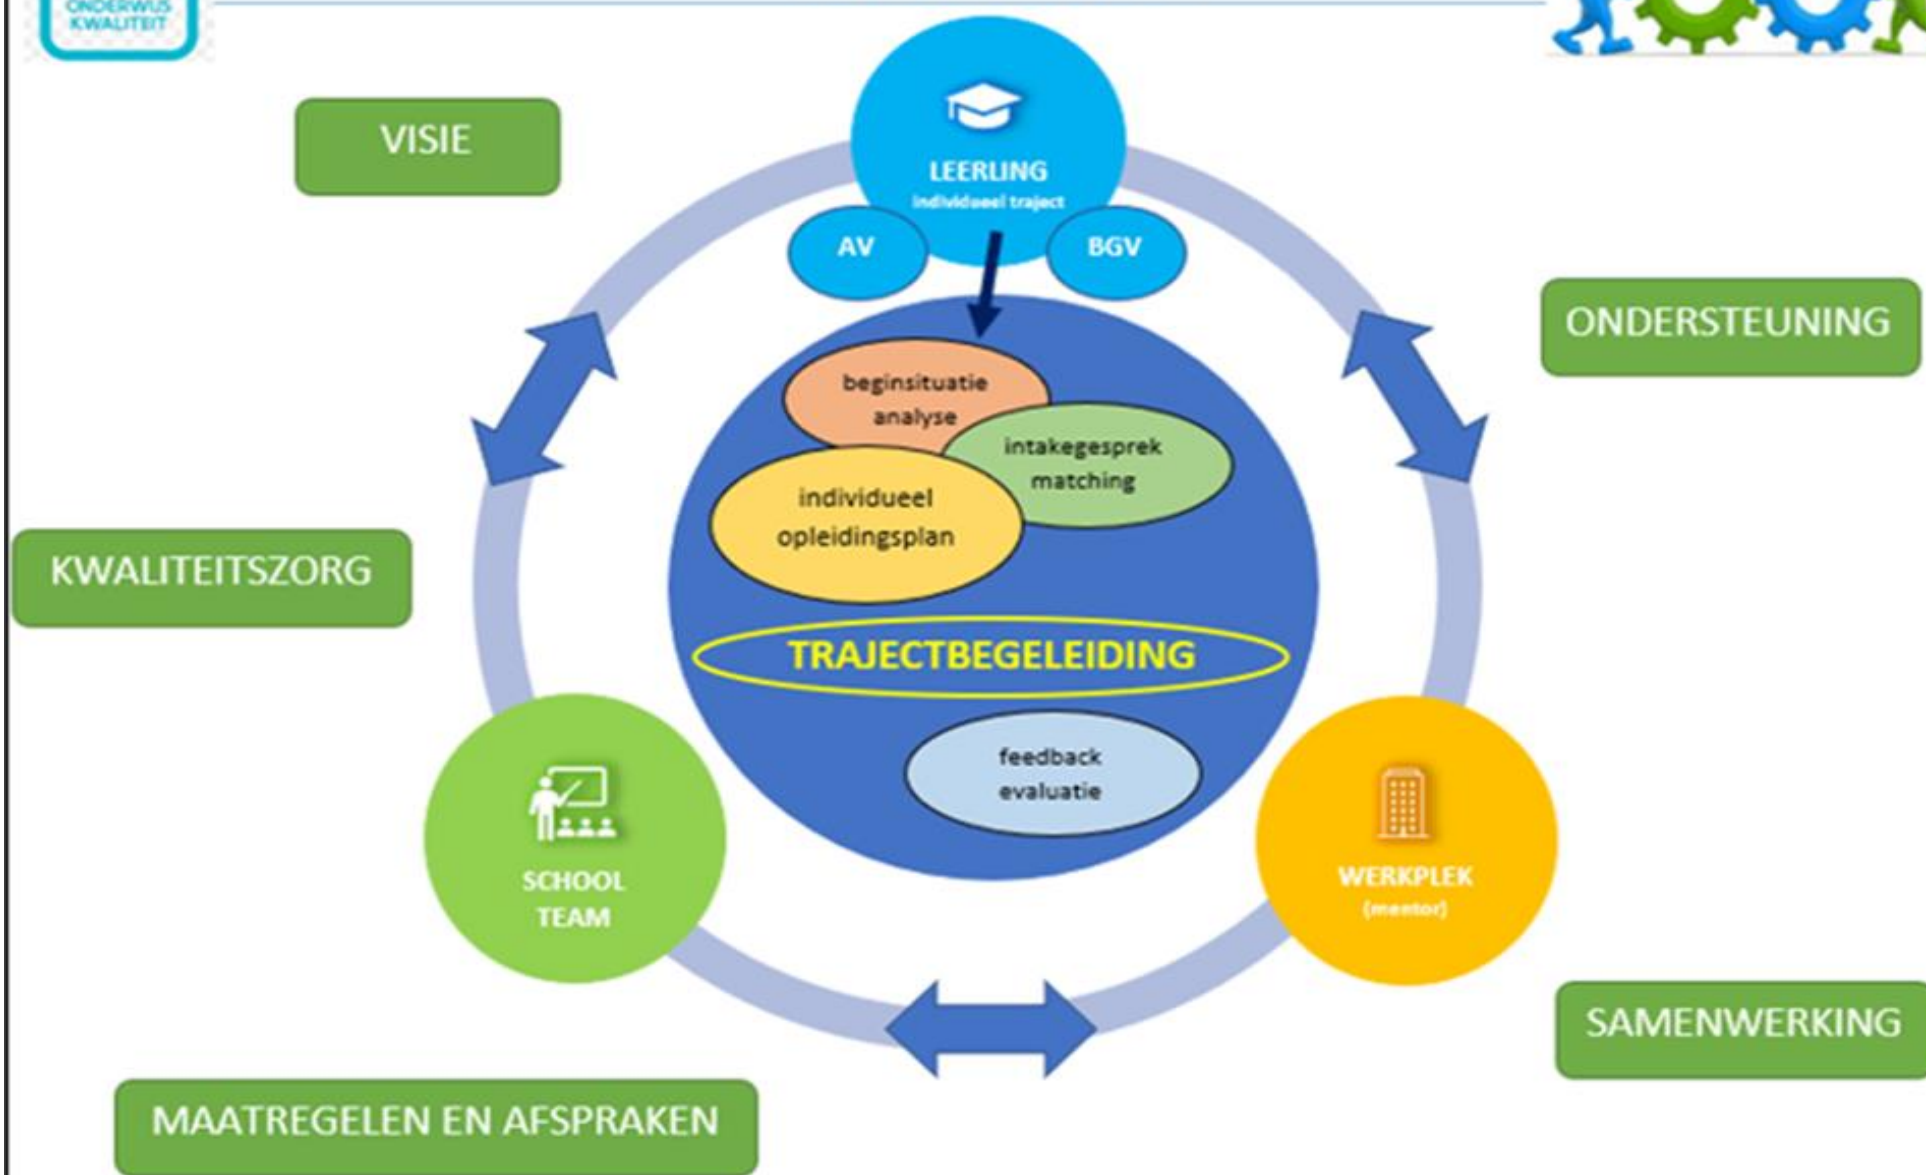 ONDERWIJS
KWALITEIT
VISIE
LEERLING
individueel traject
AV
BGV
ONDERSTEUNING
beginsituatie
analyse
intakegesprek
matching
individueel
opleidingsplan
KWALITEITSZORG
TRAJECTBEGELEIDING
feedback
evaluatie
SCHOOL
TEAM
WERKPLEK
(mentor)
SAMENWERKING
MAATREGELEN EN AFSPRAKEN